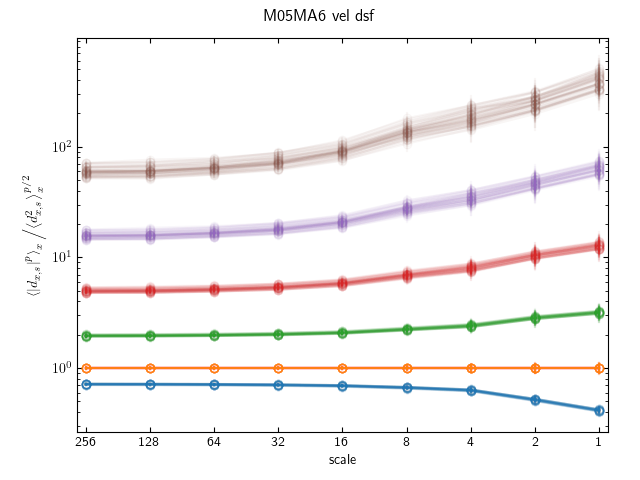 M05MA6 vel dsf
⟨|d_{x,s}|^p⟩_x / ⟨d_{x,s}^2⟩_x^{p/2}
10^2
10^1
10^0
256 128 64 32 16 8 4 2 1
scale